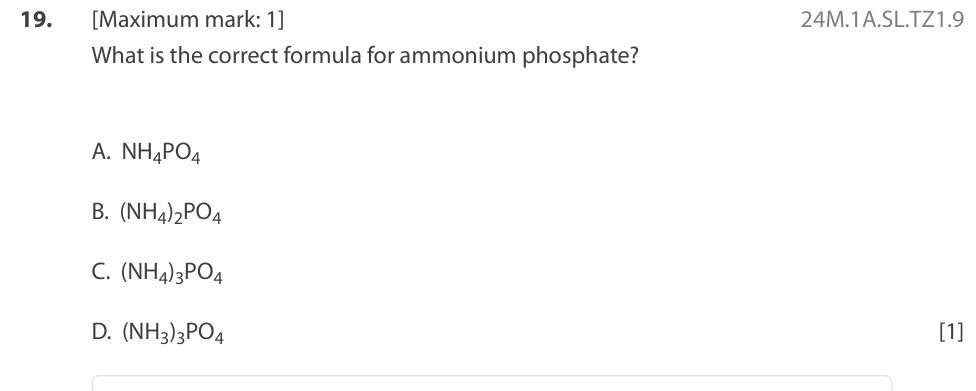 19. [Maximum mark: 1] 24M.1A.SL.TZ1.9
What is the correct formula for ammonium phosphate?
A. NH₄PO₄
B. (NH₄)₂PO₄
C. (NH₄)₃PO₄
D. (NH₃)₃PO₄ [1]